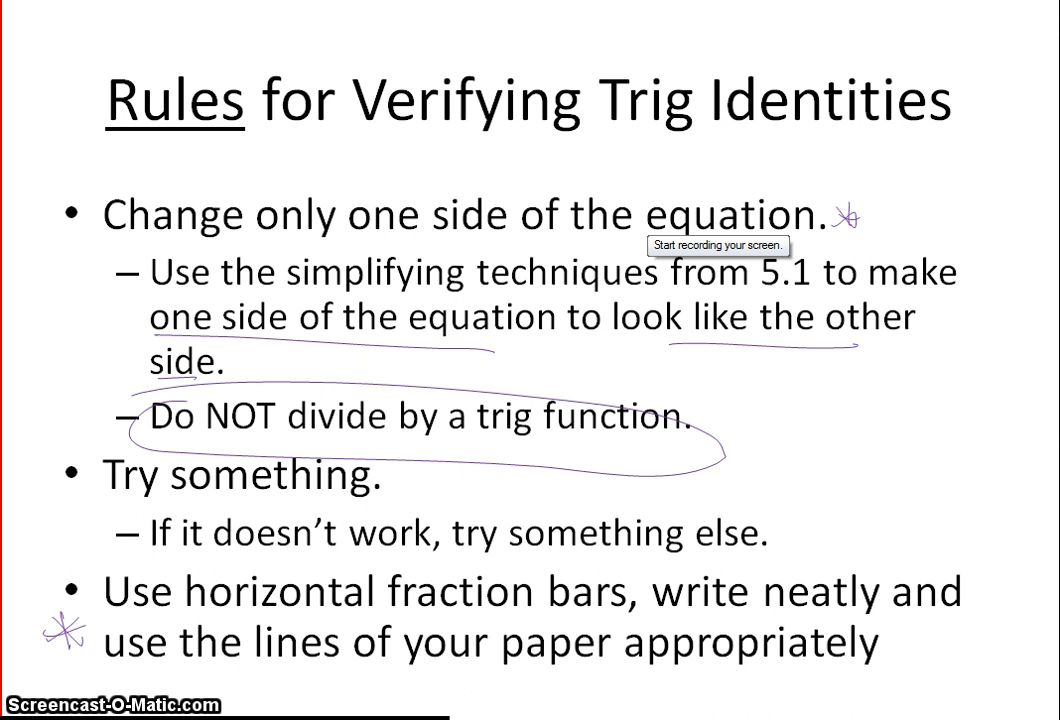 Rules for Verifying Trig Identities
• Change only one side of the equation.
Start recording your screen.
– Use the simplifying techniques from 5.1 to make
one side of the equation to look like the other
side.
– Do NOT divide by a trig function.
• Try something.
– If it doesn’t work, try something else.
• Use horizontal fraction bars, write neatly and
use the lines of your paper appropriately
Screencast-O-Matic.com